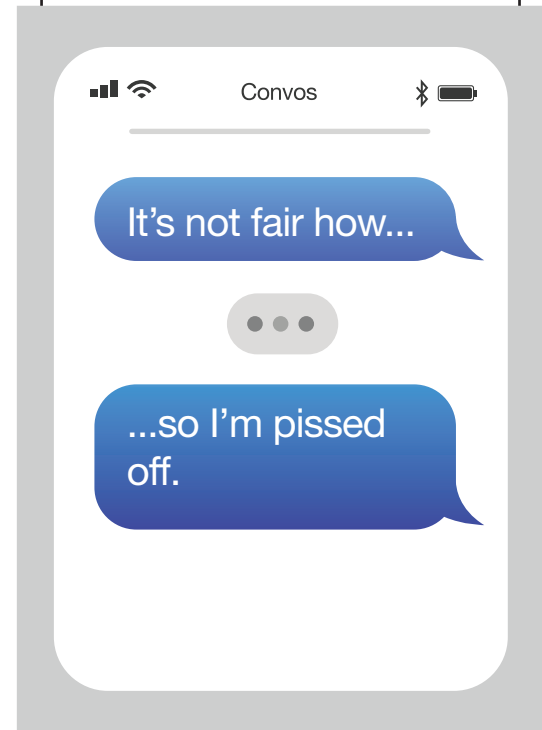 Convos
It’s not fair how...
...so I’m pissed
off.